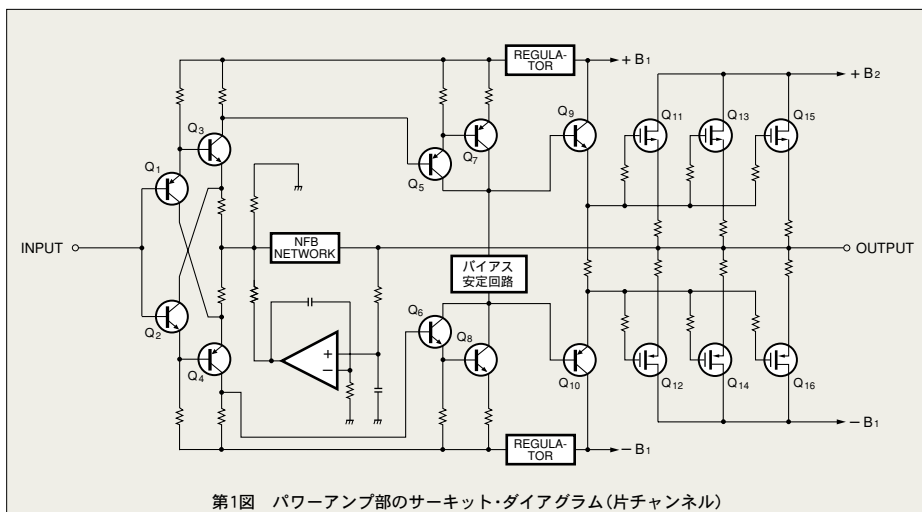 REGULA-
TOR
+ B1
+ B2
Q1
Q3
Q5
Q7
Q9
Q11
Q13
Q15
INPUT
NFB
NETWORK
バイアス
安定回路
OUTPUT
Q2
Q4
+
−
Q6
Q8
Q10
Q12
Q14
Q16
REGULA-
TOR
− B1
− B1
第1図 パワーアンプ部のサーキット・ダイアグラム(片チャンネル)